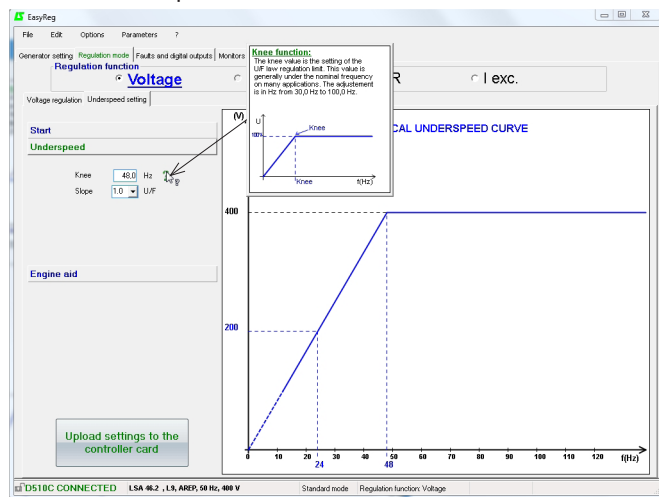 EasyReg
File Edit Options Parameters ?
Generator setting Regulation mode Faults and digital outputs Monitors
Regulation function
Voltage R I exc.
Voltage regulation Underspeed setting
Knee function:
The knee value is the setting of the
U/F law regulation limit. This value is
generally under the nominal frequency
on many applications. The adjustement
is in Hz from 30,0 Hz to 100,0 Hz.
U
100%
Knee
Knee f(Hz)
Start
Underspeed
Knee 48,0 Hz
Slope 1.0 U/F
Engine aid
Upload settings to the
controller card
(V) CAL UNDERSPEED CURVE
400
200
0 10 20 30 40 50 60 70 80 90 100 110 120 f(Hz)
24 48
D510C CONNECTED LSA 46.2 , L9, AREP, 50 Hz, 400 V Standard mode Regulation function: Voltage